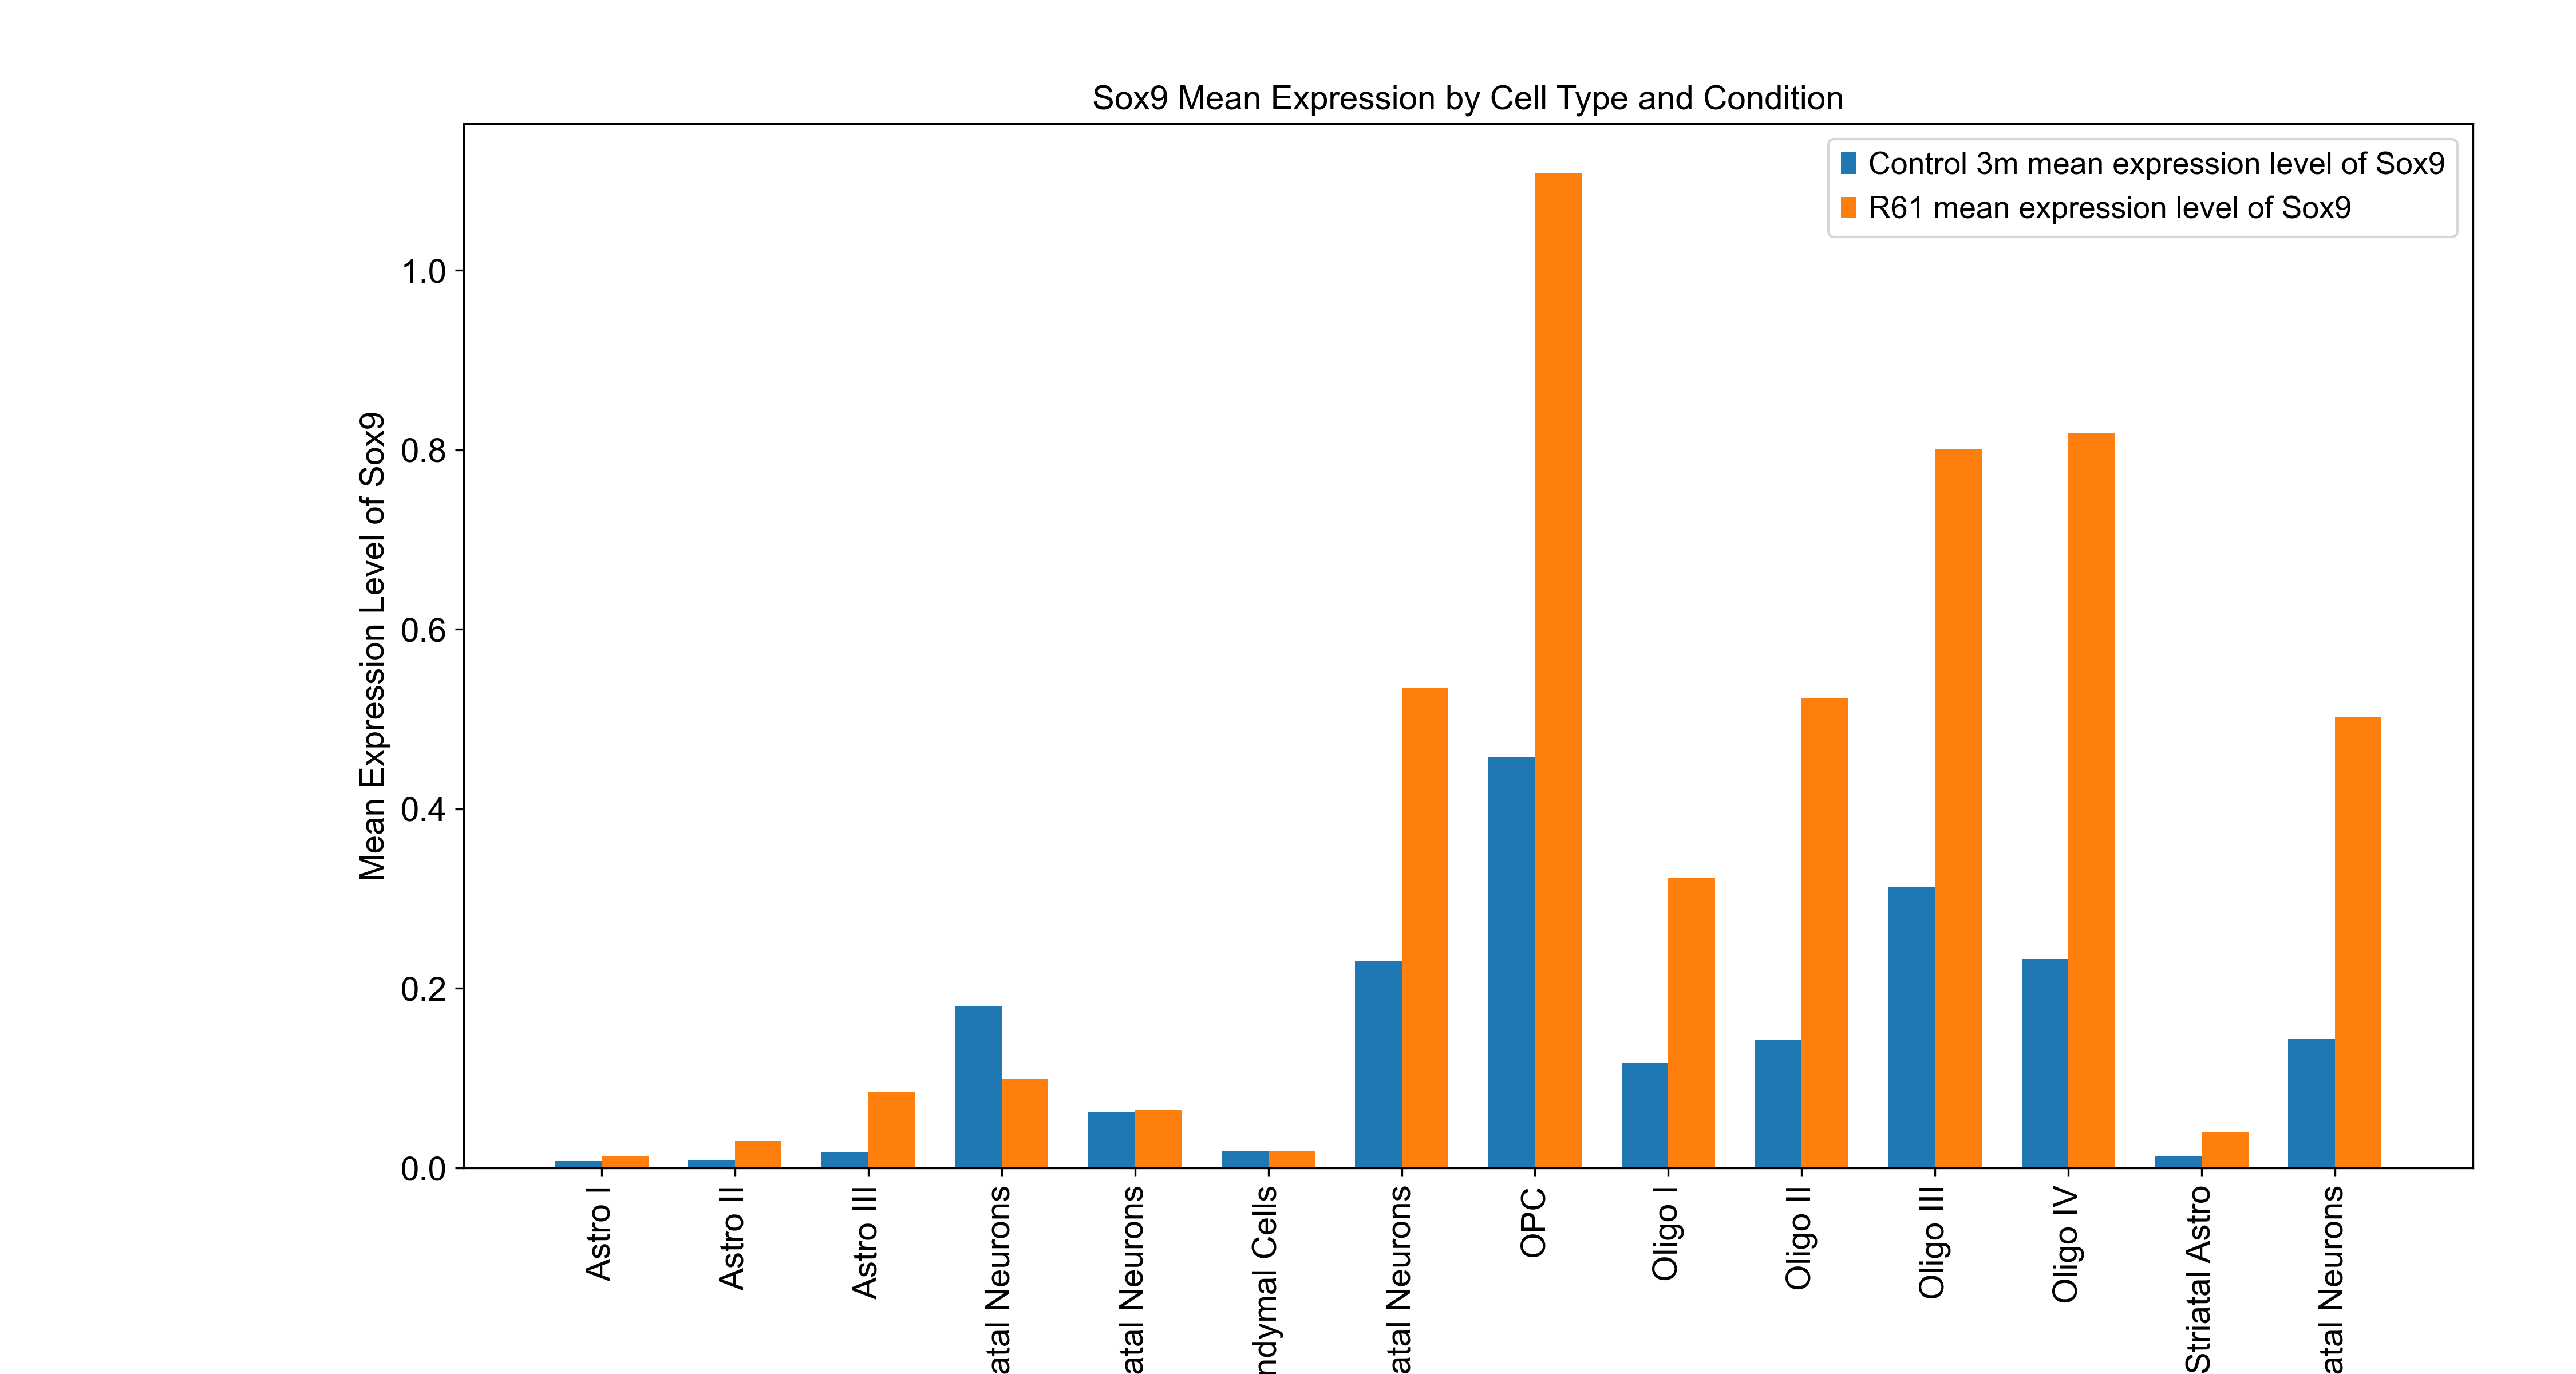 Sox9 Mean Expression by Cell Type and Condition
Control 3m mean expression level of Sox9
R61 mean expression level of Sox9
Mean Expression Level of Sox9
1.0
0.8
0.6
0.4
0.2
0.0
Astro I
Astro II
Astro III
atal Neurons
atal Neurons
ndymal Cells
atal Neurons
OPC
Oligo I
Oligo II
Oligo III
Oligo IV
Striatal Astro
atal Neurons